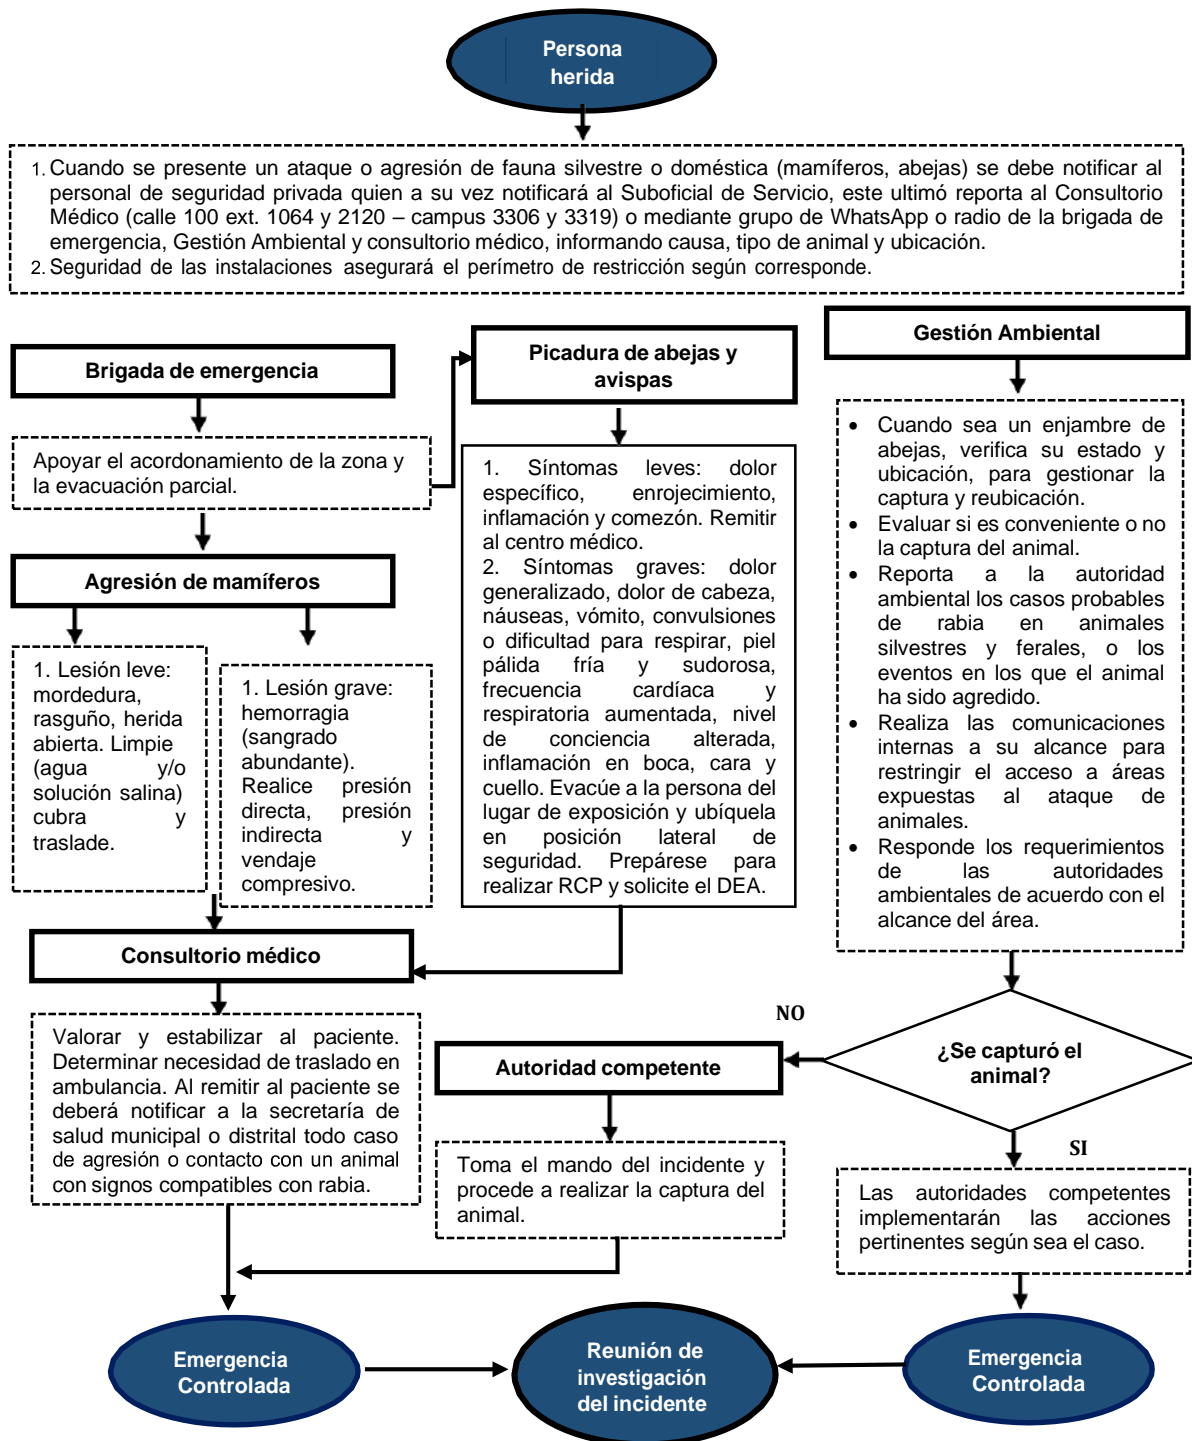 Persona
herida
1. Cuando se presente un ataque o agresión de fauna silvestre o doméstica (mamíferos, abejas) se debe notificar al
personal de seguridad privada quien a su vez notificará al Suboficial de Servicio, este ultimó reporta al Consultorio
Médico (calle 100 ext. 1064 y 2120 – campus 3306 y 3319) o mediante grupo de WhatsApp o radio de la brigada de
emergencia, Gestión Ambiental y consultorio médico, informando causa, tipo de animal y ubicación.
2. Seguridad de las instalaciones asegurará el perímetro de restricción según corresponde.
Brigada de emergencia
Apoyar el acordonamiento de la zona y
la evacuación parcial.
Agresión de mamíferos
1. Lesión leve:
mordedura,
rasguño, herida
abierta. Limpie
(agua y/o
solución salina)
cubra y
traslade.
1. Lesión grave:
hemorragia
(sangrado
abundante).
Realice presión
directa, presión
indirecta y
vendaje
compresivo.
Picadura de abejas y
avispas
1. Síntomas leves: dolor
específico, enrojecimiento,
inflamación y comezón. Remitir
al centro médico.
2. Síntomas graves: dolor
generalizado, dolor de cabeza,
náuseas, vómito, convulsiones
o dificultad para respirar, piel
pálida fría y sudorosa,
frecuencia cardíaca y
respiratoria aumentada, nivel
de conciencia alterada,
inflamación en boca, cara y
cuello. Evacúe a la persona del
lugar de exposición y ubíquela
en posición lateral de
seguridad. Prepárese para
realizar RCP y solicite el DEA.
Gestión Ambiental
• Cuando sea un enjambre de
abejas, verifica su estado y
ubicación, para gestionar la
captura y reubicación.
• Evaluar si es conveniente o no
la captura del animal.
• Reporta a la autoridad
ambiental los casos probables
de rabia en animales
silvestres y ferales, o los
eventos en los que el animal
ha sido agredido.
• Realiza las comunicaciones
internas a su alcance para
restringir el acceso a áreas
expuestas al ataque de
animales.
• Responde los requerimientos
de las autoridades
ambientales de acuerdo con el
alcance del área.
Consultorio médico
Valorar y estabilizar al paciente.
Determinar necesidad de traslado en
ambulancia. Al remitir al paciente se
deberá notificar a la secretaría de
salud municipal o distrital todo caso
de agresión o contacto con un animal
con signos compatibles con rabia.
NO
¿Se capturó el
animal?
SI
Autoridad competente
Toma el mando del incidente y
procede a realizar la captura del
animal.
Las autoridades competentes
implementarán las acciones
pertinentes según sea el caso.
Emergencia
Controlada
Reunión de
investigación
del incidente
Emergencia
Controlada